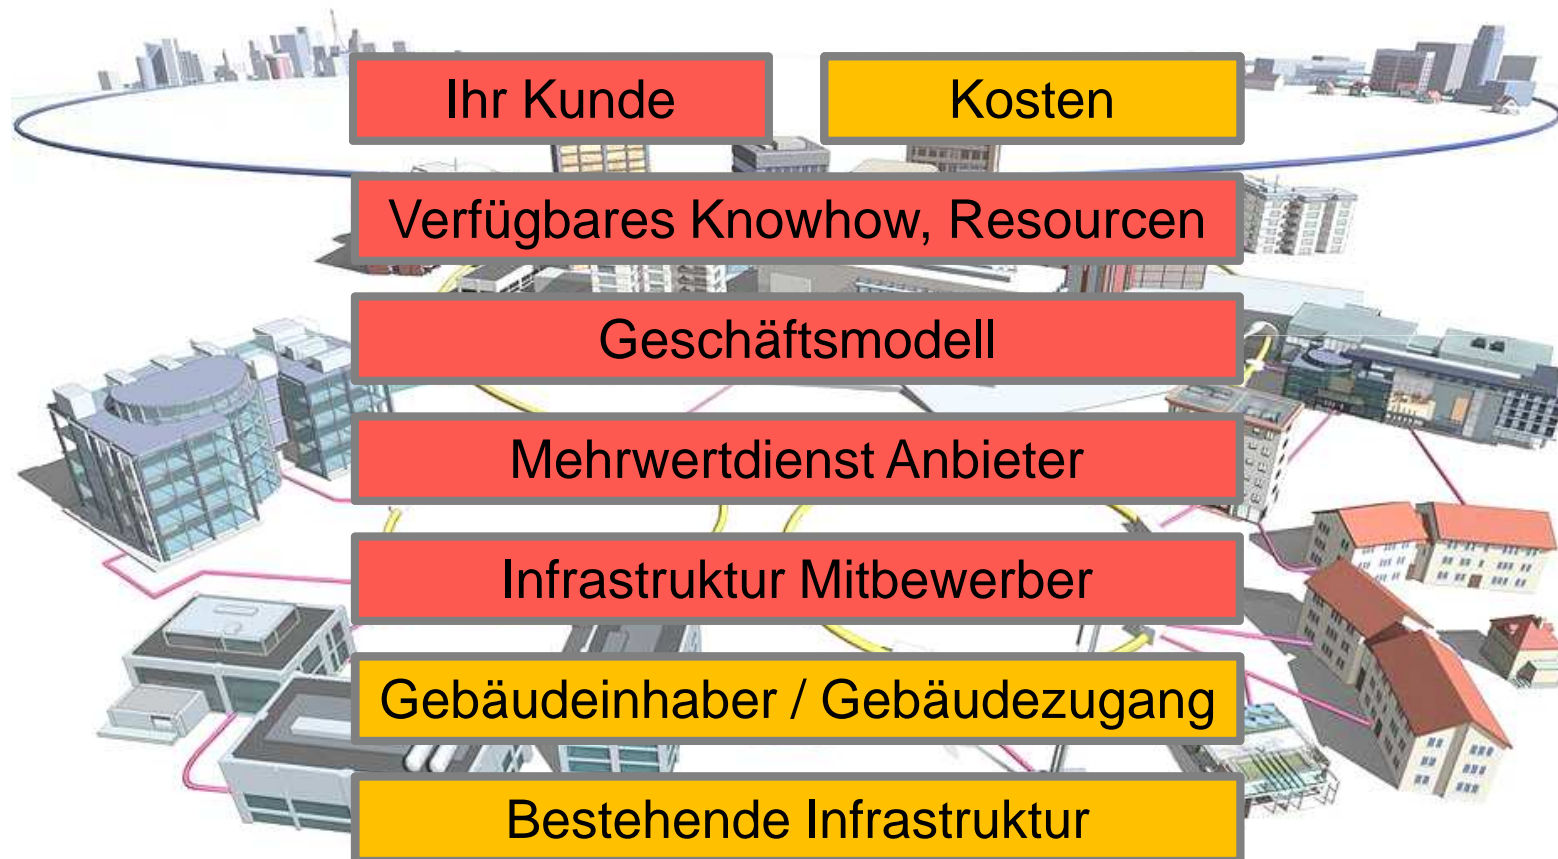 Ihr Kunde
Kosten
Verfügbares Knowhow, Resourcen
Geschäftsmodell
Mehrwertdienst Anbieter
Infrastruktur Mitbewerber
Gebäudeinhaber / Gebäudezugang
Bestehende Infrastruktur